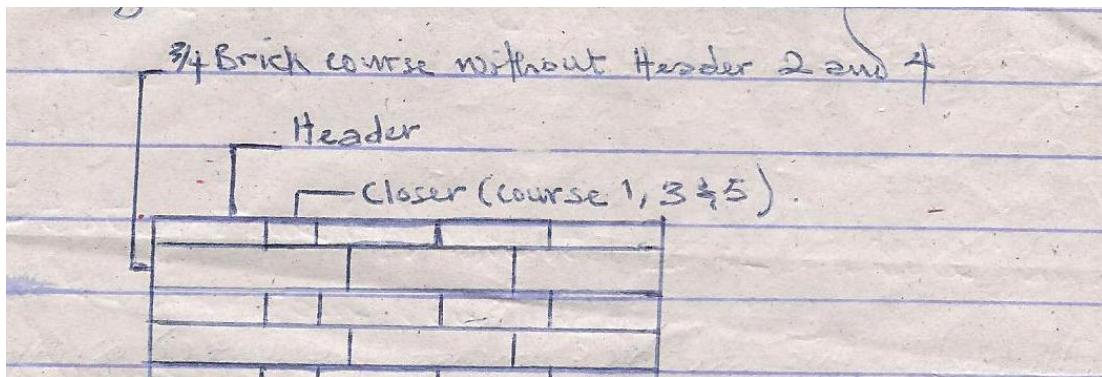 3/4 Brick course without Header 2 and 4
Header
Closer (course 1, 3 & 5).